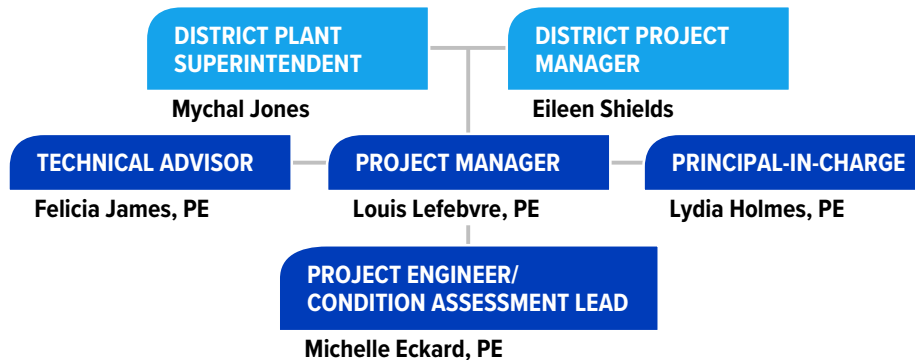 DISTRICT PLANT
SUPERINTENDENT
Mychal Jones
DISTRICT PROJECT
MANAGER
Eileen Shields
TECHNICAL ADVISOR
Felicia James, PE
PROJECT MANAGER
Louis Lefebvre, PE
PRINCIPAL-IN-CHARGE
Lydia Holmes, PE
PROJECT ENGINEER/
CONDITION ASSESSMENT LEAD
Michelle Eckard, PE